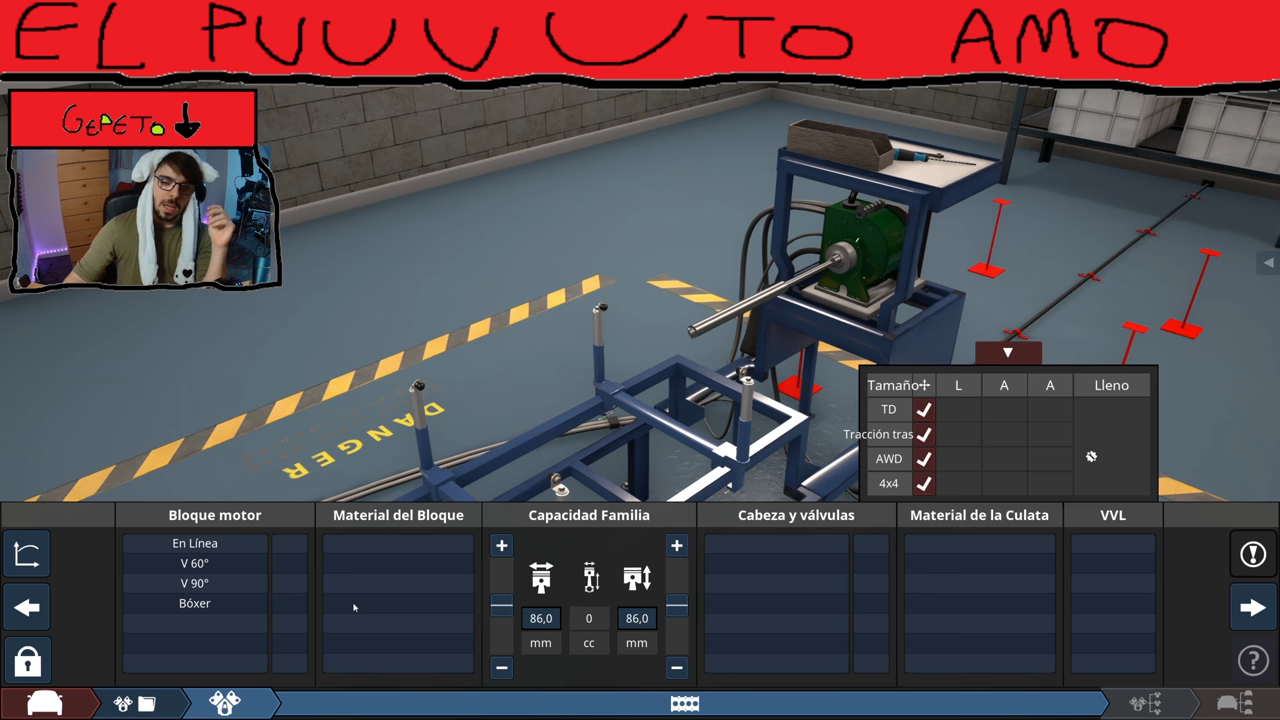 EL PUUUUTO AMO
GEPETO
DANGER
Tamaño L A A Lleno
TD
Tracción tras
AWD
4x4
Bloque motor Material del Bloque Capacidad Familia Cabeza y válvulas Material de la Culata VVL
En Línea
V 60°
V 90°
Bóxer
86,0 0 86,0
mm cc mm